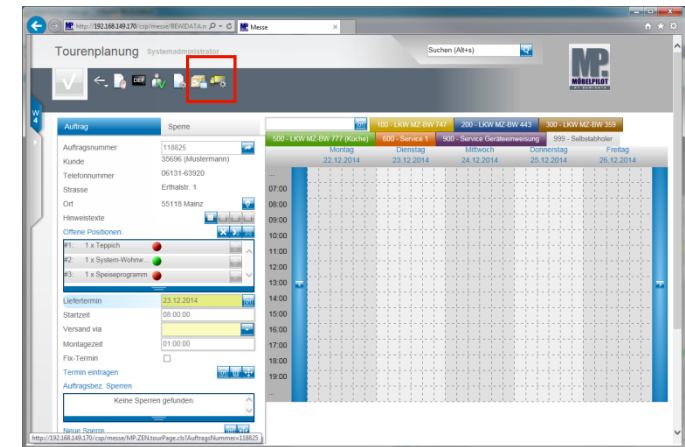 http://192.168.149.170/csp/messe/BEWIDATA.n
Messe
Tourenplanung Systemadministrator
Suchen (Alt+s)
MP.
MÖBELPILOT
DEF
W
4
Auftrag
Sperre
Auftragsnummer 118825
Kunde 35696 (Mustermann)
Telefonnummer 06131-63920
Strasse Erthalstr. 1
Ort 55118 Mainz
Hinweistexte
Offene Positionen
#1: 1 x Teppich
#2: 1 x System-Wohnw...
#3: 1 x Speiseprogramm
Liefertermin 23.12.2014
Startzeit 08:00:00
Versand via
Montagezeit 01:00:00
Fix-Termin
Termin eintragen
Auftragsbez. Sperren
Keine Sperren gefunden.
Neue Sperre
100 - LKW MZ-BW 747
200 - LKW MZ-BW 443
300 - LKW MZ-BW 359
500 - LKW MZ-BW 777 (Küche)
600 - Service 1
900 - Service Geräteeinweisung
999 - Selbstabholer
Montag Dienstag Mittwoch Donnerstag Freitag
22.12.2014 23.12.2014 24.12.2014 25.12.2014 26.12.2014
...
07:00
08:00
09:00
10:00
11:00
12:00
13:00
14:00
15:00
16:00
17:00
18:00
19:00
http://192.168.149.170/csp/messe/MP.ZEN.tourPage.cls?AuftragsNummer=118825